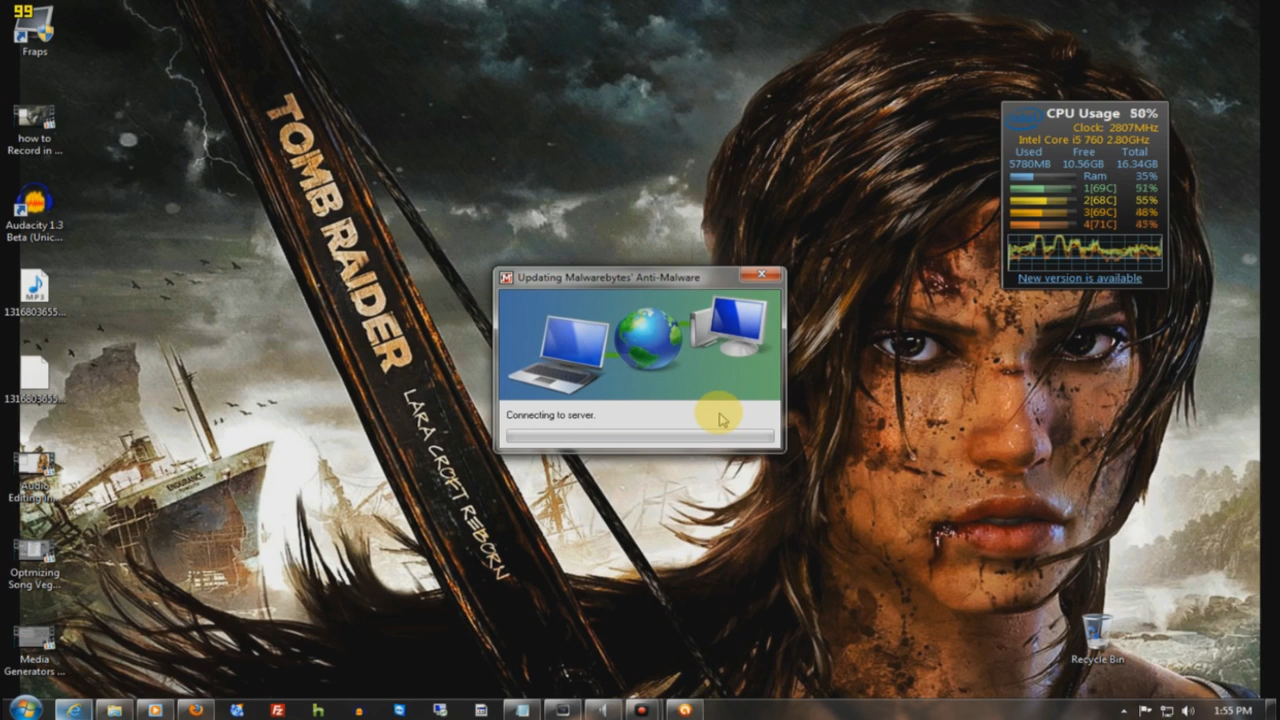 99
Fraps
how to
Record in ...
Audacity 1.3
Beta (Unic...
1316803655...
1316803655...
Audio
Editing In...
Optmizing
Song Veg...
Media
Generators ...
TOMB RAIDER
LARA CROFT REBORN
ENDURANCE
Updating Malwarebytes' Anti-Malware
Connecting to server.
CPU Usage 50%
Clock: 2807MHz
Intel Core i5 760 2.80GHz
Used Free Total
5780MB 10.56GB 16.34GB
Ram 35%
1[69C] 51%
2[68C] 55%
3[69C] 46%
4[71C] 45%
New version is available
Recycle Bin
1:55 PM